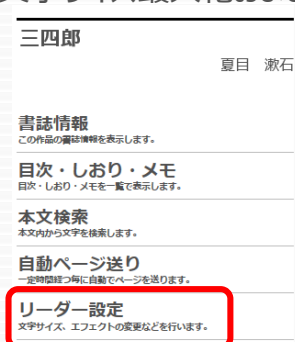 三四郎
夏目 漱石
書誌情報
この作品の書誌情報を表示します。
目次・しおり・メモ
目次・しおり・メモを一覧で表示します。
本文検索
本文内から文字を検索します。
自動ページ送り
一定時間経つ毎に自動でページを送ります。
リーダー設定
文字サイズ、エフェクトの変更などを行います。